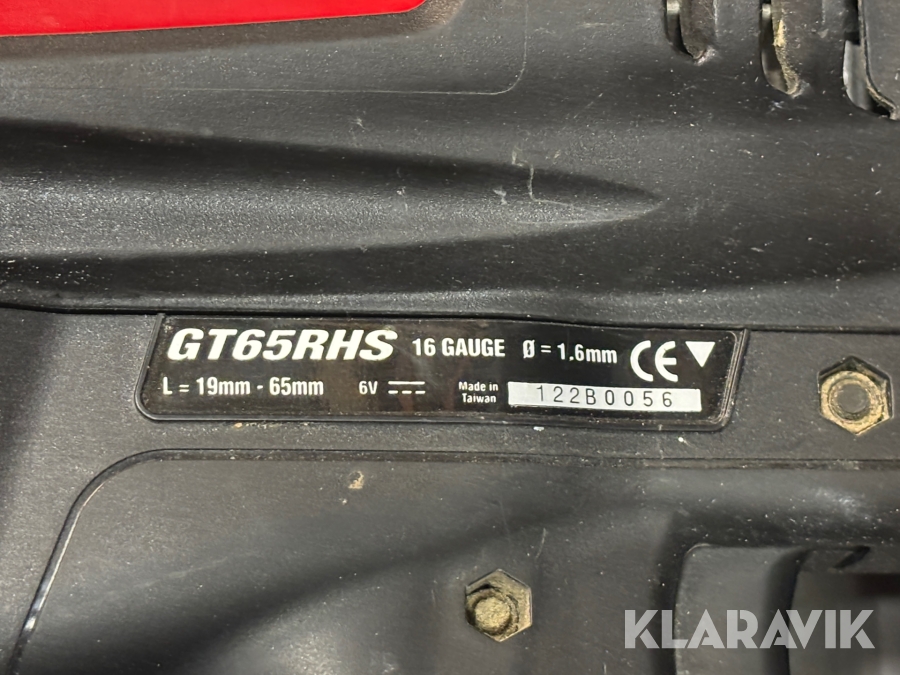 GT65RHS 16 GAUGE Ø = 1.6mm CE
L = 19mm - 65mm 6V Made in Taiwan 122B0056
KLARAVIK